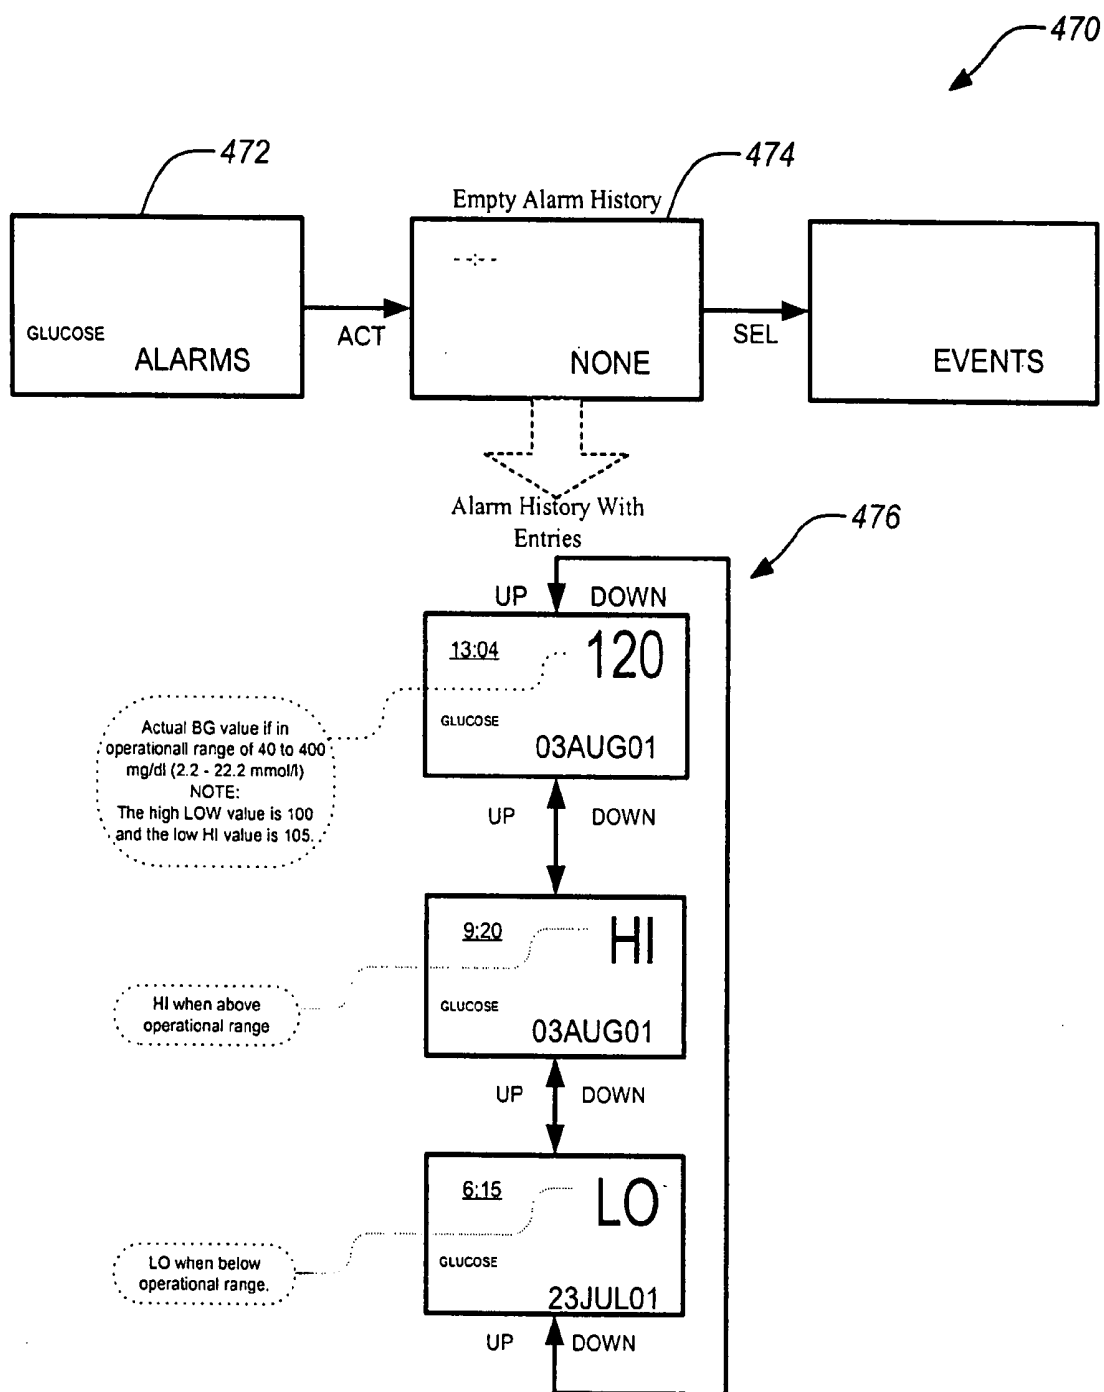 470
472
474
Empty Alarm History
GLUCOSE
ALARMS
ACT
--:--
NONE
SEL
EVENTS
Alarm History With
Entries
476
UP DOWN
13:04
120
GLUCOSE
03AUG01
Actual BG value if in
operationall range of 40 to 400
mg/dl (2.2 - 22.2 mmol/l)
NOTE:
The high LOW value is 100
and the low HI value is 105.
UP DOWN
9:20
HI
GLUCOSE
03AUG01
HI when above
operational range
UP DOWN
6:15
LO
GLUCOSE
23JUL01
LO when below
operational range.
UP DOWN